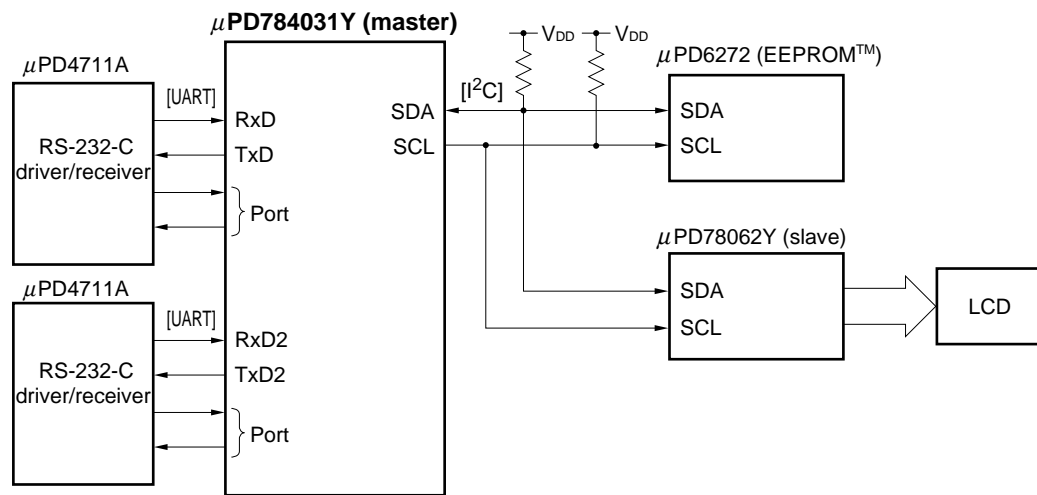 μPD784031Y (master)
μPD4711A
[UART]
RS-232-C
driver/receiver
RxD
TxD
Port
SDA
SCL
[I²C]
VDD
VDD
μPD6272 (EEPROM™)
SDA
SCL
μPD78062Y (slave)
SDA
SCL
LCD
μPD4711A
[UART]
RS-232-C
driver/receiver
RxD2
TxD2
Port